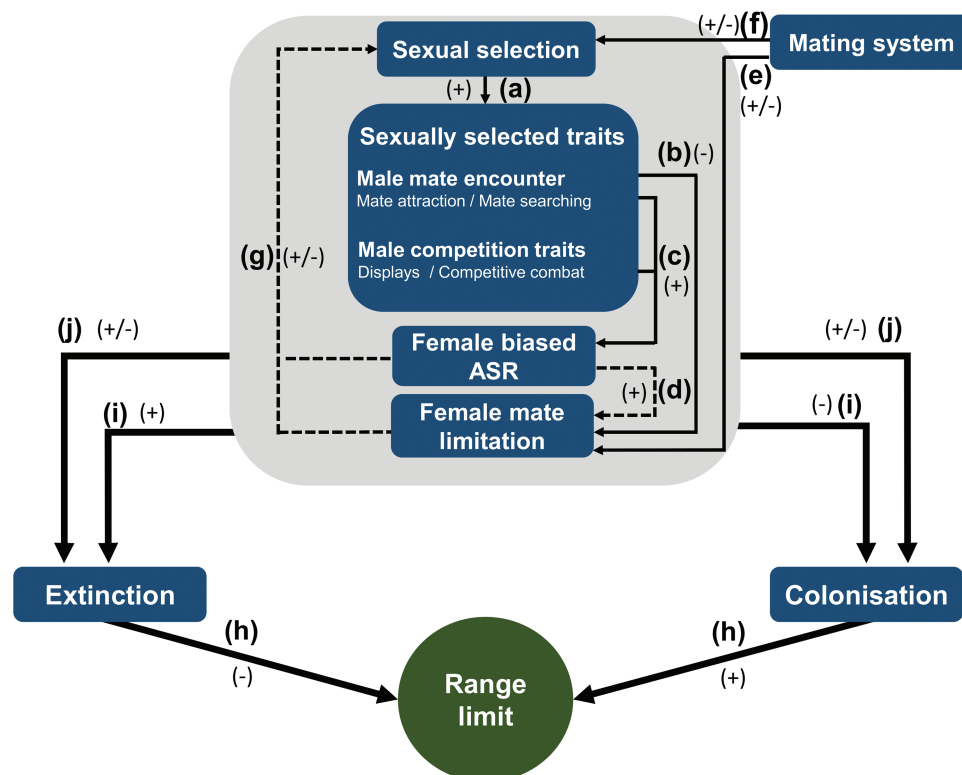 (+/-) (f)
Mating system
Sexual selection
(e)
(+/-)
(+) (a)
Sexually selected traits
(b) (-)
Male mate encounter
Mate attraction / Mate searching
(g) (+/-)
Male competition traits
Displays / Competitive combat
(c)
(+)
(j) (+/-)
(+/-) (j)
Female biased
ASR
(+) (d)
(i) (+)
(-) (i)
Female mate
limitation
Extinction
Colonisation
(h)
(-)
(h)
(+)
Range
limit